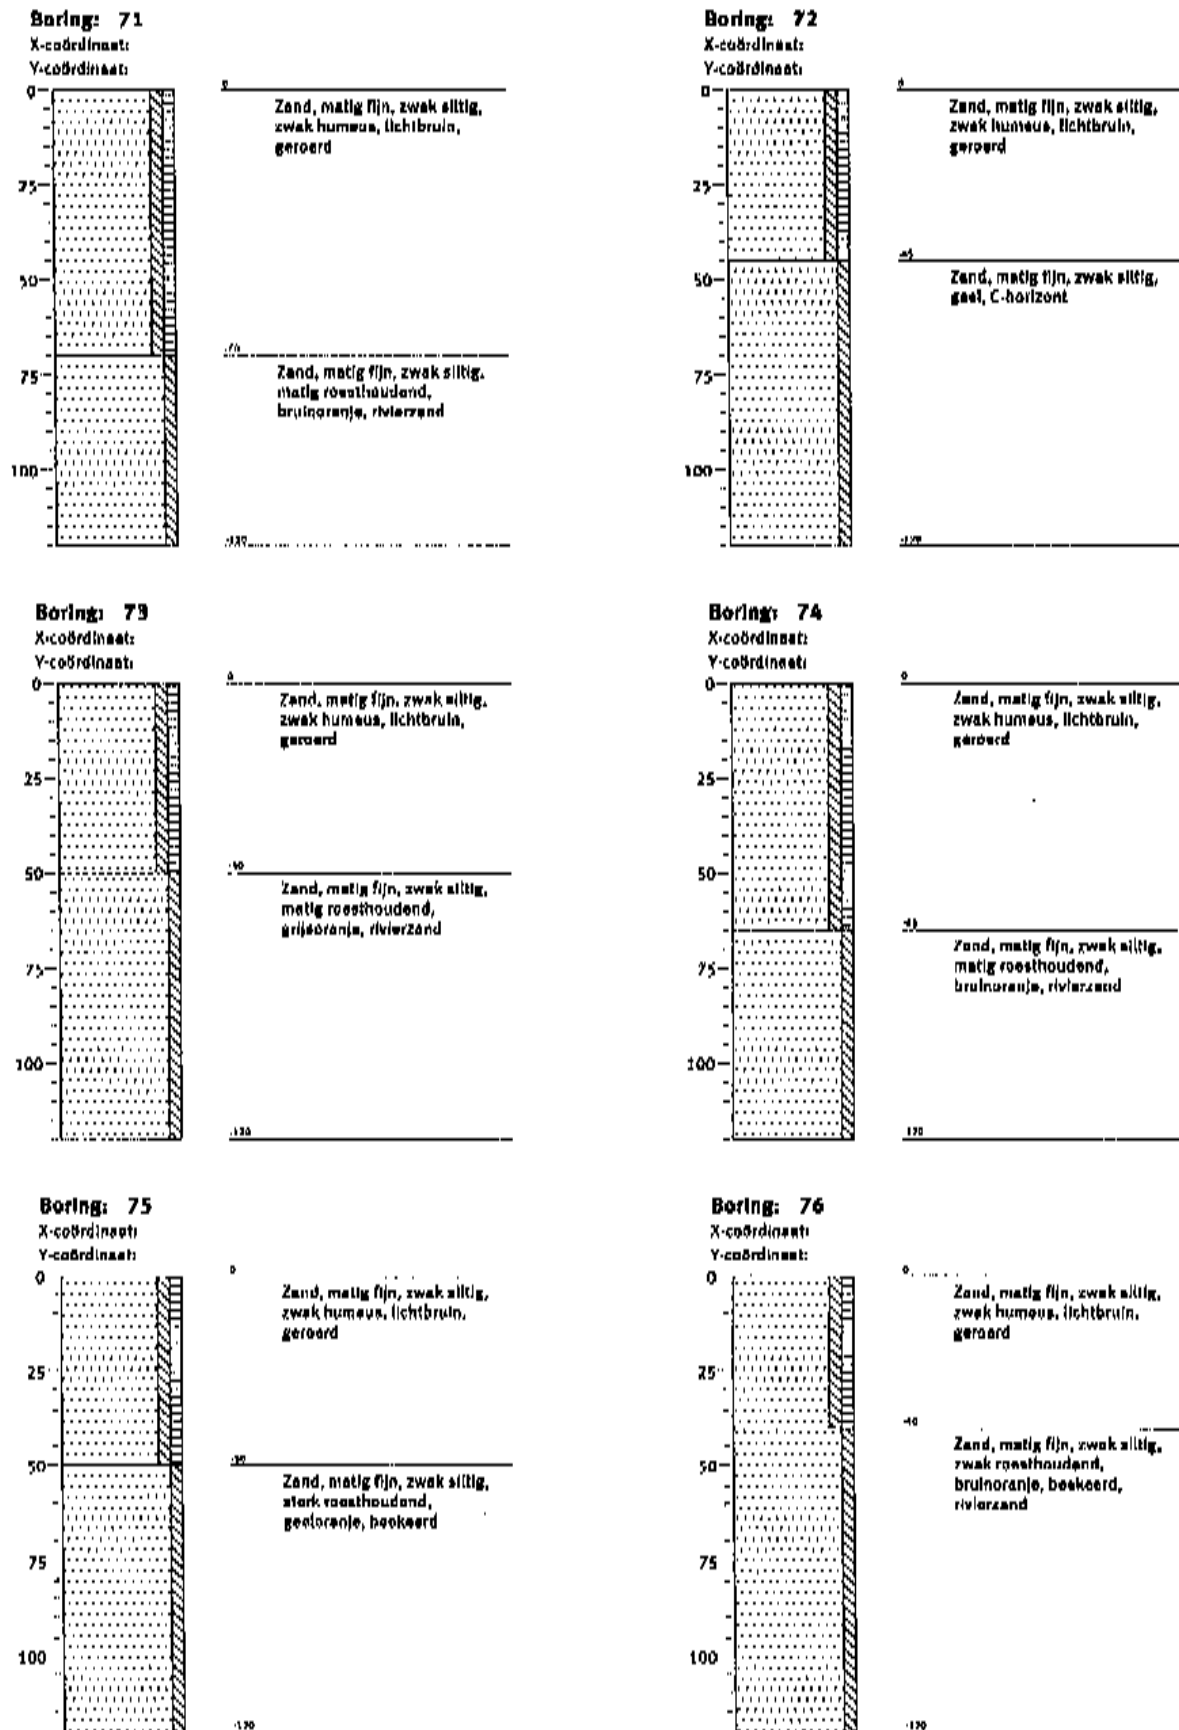 Boring: 71
X-coördinaat:
Y-coördinaat:
0
25
50
75
100
0
Zand, matig fijn, zwak siltig,
zwak humeus, lichtbruin,
geroerd
-70
Zand, matig fijn, zwak siltig,
matig roesthoudend,
bruinoranje, rivierzand
-120
Boring: 72
X-coördinaat:
Y-coördinaat:
0
25
50
75
100
0
Zand, matig fijn, zwak siltig,
zwak humeus, lichtbruin,
geroerd
-45
Zand, matig fijn, zwak siltig,
geel, C-horizont
-120
Boring: 73
X-coördinaat:
Y-coördinaat:
0
25
50
75
100
0
Zand, matig fijn, zwak siltig,
zwak humeus, lichtbruin,
geroerd
-50
Zand, matig fijn, zwak siltig,
matig roesthoudend,
grijsoranje, rivierzand
-120
Boring: 74
X-coördinaat:
Y-coördinaat:
0
25
50
75
100
0
Zand, matig fijn, zwak siltig,
zwak humeus, lichtbruin,
geroerd
-65
Zand, matig fijn, zwak siltig,
matig roesthoudend,
bruinoranje, rivierzand
-120
Boring: 75
X-coördinaat:
Y-coördinaat:
0
25
50
75
100
0
Zand, matig fijn, zwak siltig,
zwak humeus, lichtbruin,
geroerd
-50
Zand, matig fijn, zwak siltig,
sterk roesthoudend,
geeloranje, beekeerd
-120
Boring: 76
X-coördinaat:
Y-coördinaat:
0
25
50
75
100
0
Zand, matig fijn, zwak siltig,
zwak humeus, lichtbruin,
geroerd
-40
Zand, matig fijn, zwak siltig,
zwak roesthoudend,
bruinoranje, beekeerd,
rivierzand
-120